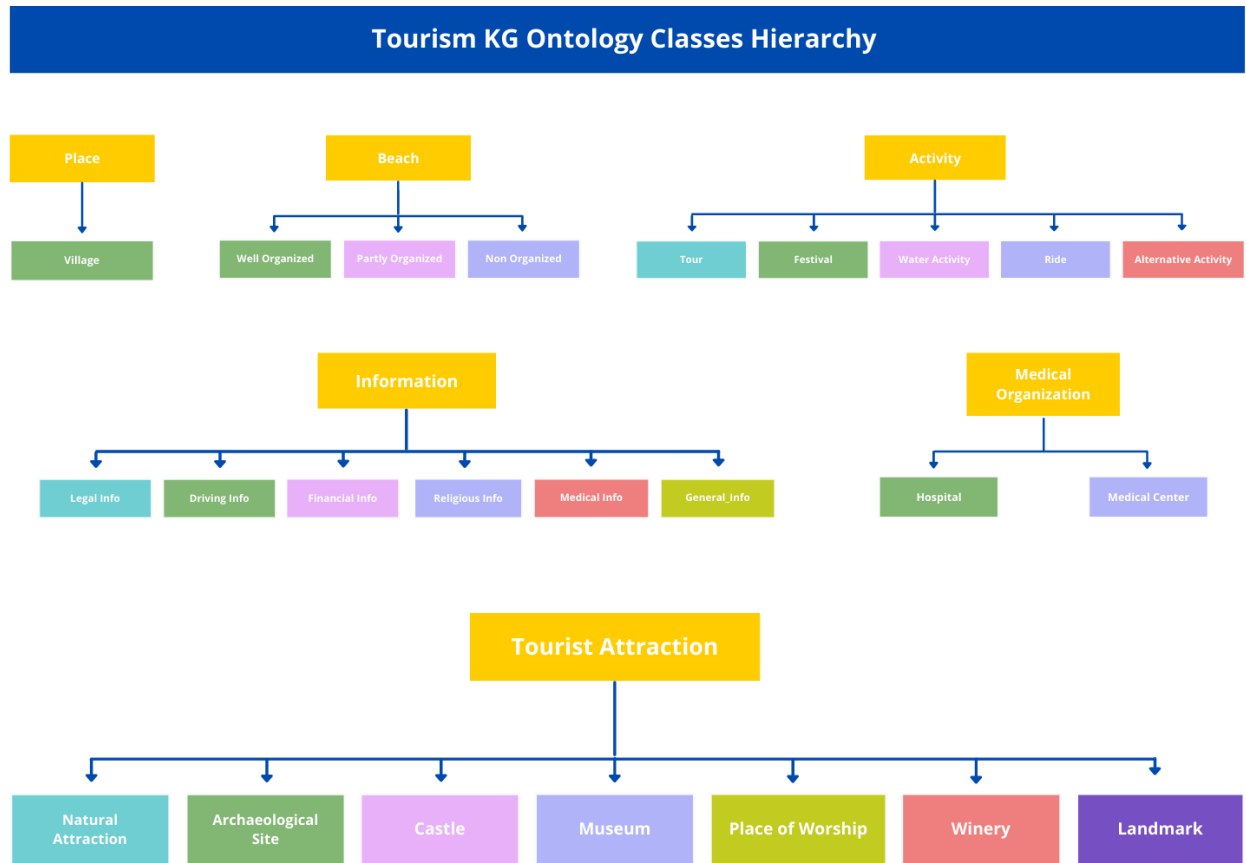 Tourism KG Ontology Classes Hierarchy
Place
Beach
Activity
Village
Well Organized
Partly Organized
Non Organized
Tour
Festival
Water Activity
Ride
Alternative Activity
Information
Medical
Organization
Legal Info
Driving Info
Financial Info
Religious Info
Medical Info
General_Info
Hospital
Medical Center
Tourist Attraction
Natural
Attraction
Archaeological
Site
Castle
Museum
Place of Worship
Winery
Landmark